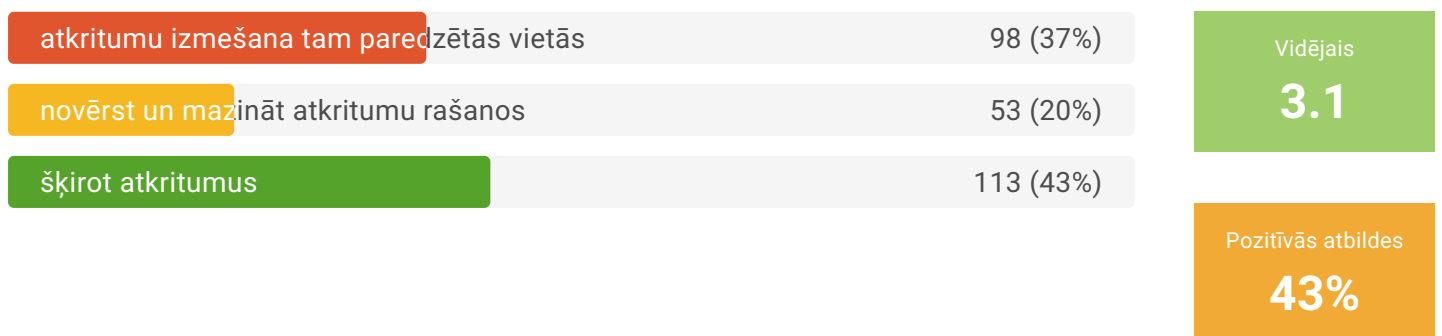 atkritumu izmešana tam paredzētās vietās 98 (37%)
novērst un mazināt atkritumu rašanos 53 (20%)
šķirot atkritumus 113 (43%)
Vidējais
3.1
Pozitīvās atbildes
43%